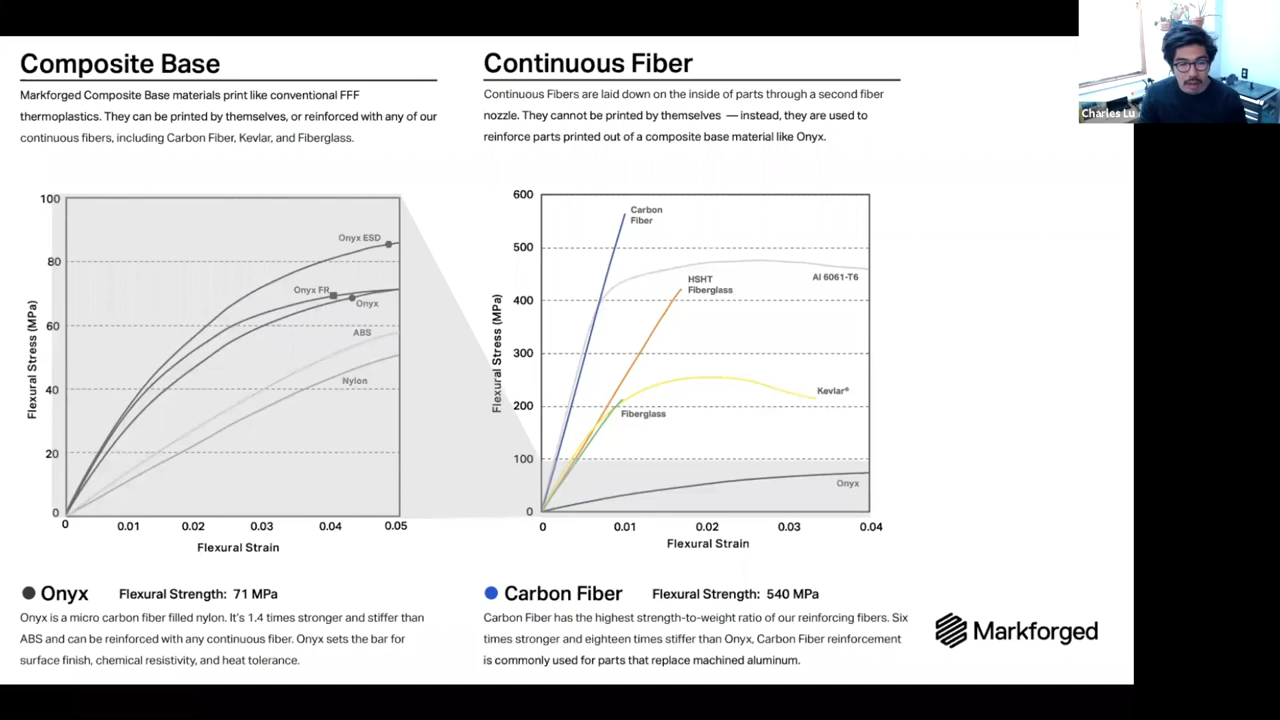 Composite Base
Markforged Composite Base materials print like conventional FFF
thermoplastics. They can be printed by themselves, or reinforced with any of our
continuous fibers, including Carbon Fiber, Kevlar, and Fiberglass.
100
80
60
40
20
0
Flexural Stress (MPa)
Onyx ESD
Onyx FR
Onyx
ABS
Nylon
0 0.01 0.02 0.03 0.04 0.05
Flexural Strain
Onyx Flexural Strength: 71 MPa
Onyx is a micro carbon fiber filled nylon. It's 1.4 times stronger and stiffer than
ABS and can be reinforced with any continuous fiber. Onyx sets the bar for
surface finish, chemical resistivity, and heat tolerance.
Continuous Fiber
Continuous Fibers are laid down on the inside of parts through a second fiber
nozzle. They cannot be printed by themselves — instead, they are used to
reinforce parts printed out of a composite base material like Onyx.
600
500
400
300
200
100
0
Flexural Stress (MPa)
Carbon
Fiber
Al 6061-T6
HSHT
Fiberglass
Kevlar®
Fiberglass
Onyx
0 0.01 0.02 0.03 0.04
Flexural Strain
Carbon Fiber Flexural Strength: 540 MPa
Carbon Fiber has the highest strength-to-weight ratio of our reinforcing fibers. Six
times stronger and eighteen times stiffer than Onyx, Carbon Fiber reinforcement
is commonly used for parts that replace machined aluminum.
Markforged
Charles Lu